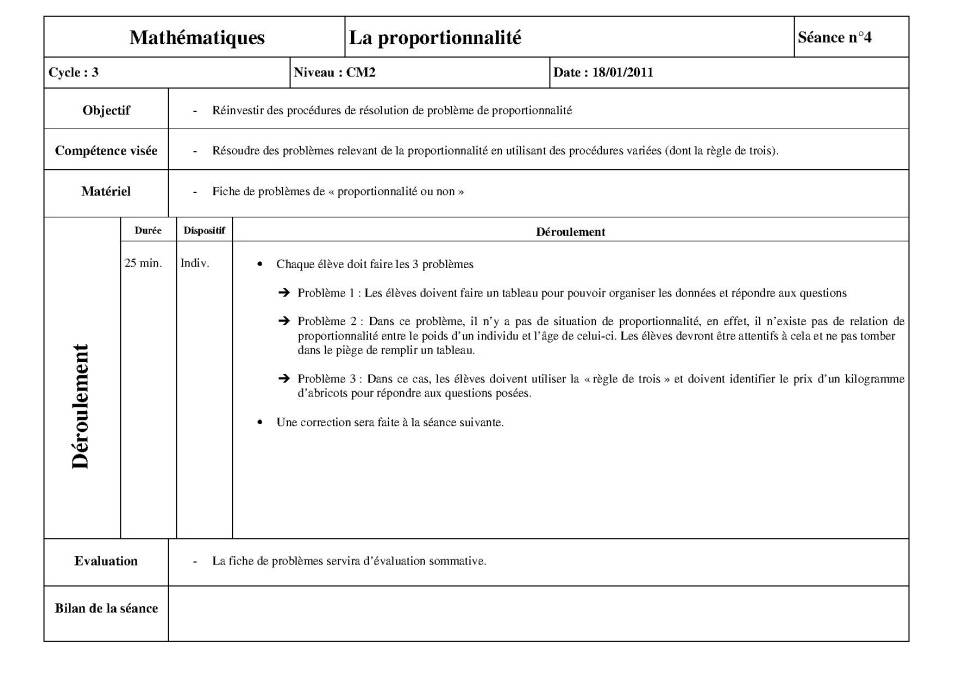 Mathématiques
La proportionnalité
Séance n°4
Cycle : 3
Niveau : CM2
Date : 18/01/2011
Objectif
- Réinvestir des procédures de résolution de problème de proportionnalité
Compétence visée
- Résoudre des problèmes relevant de la proportionnalité en utilisant des procédures variées (dont la règle de trois).
Matériel
- Fiche de problèmes de « proportionnalité ou non »
Déroulement
Durée
Dispositif
Déroulement
25 min.
Indiv.
• Chaque élève doit faire les 3 problèmes
➔ Problème 1 : Les élèves doivent faire un tableau pour pouvoir organiser les données et répondre aux questions
➔ Problème 2 : Dans ce problème, il n’y a pas de situation de proportionnalité, en effet, il n’existe pas de relation de
proportionnalité entre le poids d’un individu et l’âge de celui-ci. Les élèves devront être attentifs à cela et ne pas tomber
dans le piège de remplir un tableau.
➔ Problème 3 : Dans ce cas, les élèves doivent utiliser la « règle de trois » et doivent identifier le prix d’un kilogramme
d’abricots pour répondre aux questions posées.
• Une correction sera faite à la séance suivante.
Evaluation
- La fiche de problèmes servira d’évaluation sommative.
Bilan de la séance